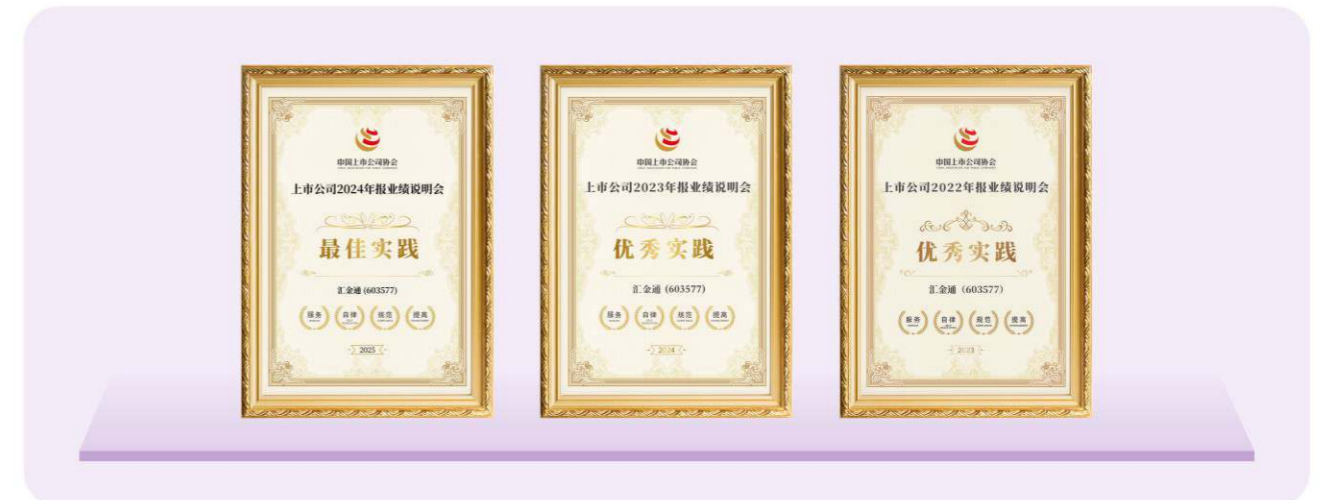 中国上市公司协会
上市公司2024年报业绩说明会
最佳实践
汇金通 (603577)
服务
自律
规范
提高
2025
中国上市公司协会
上市公司2023年报业绩说明会
优秀实践
汇金通 (603577)
服务
自律
规范
提高
2024
中国上市公司协会
上市公司2022年报业绩说明会
优秀实践
汇金通 (603577)
服务
自律
规范
提高
2023